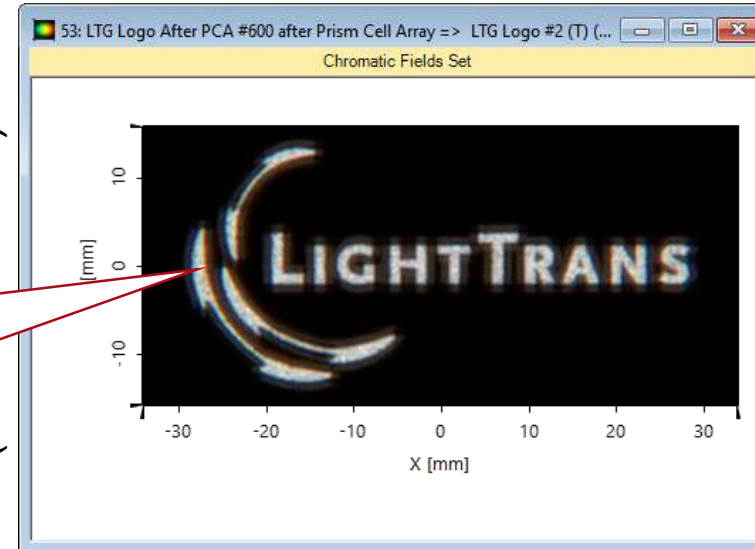 53: LTG Logo After PCA #600 after Prism Cell Array => LTG Logo #2 (T) (...
Chromatic Fields Set
10
0
-10
[mm]
LIGHTTRANS
-30 -20 -10 0 10 20 30
X [mm]